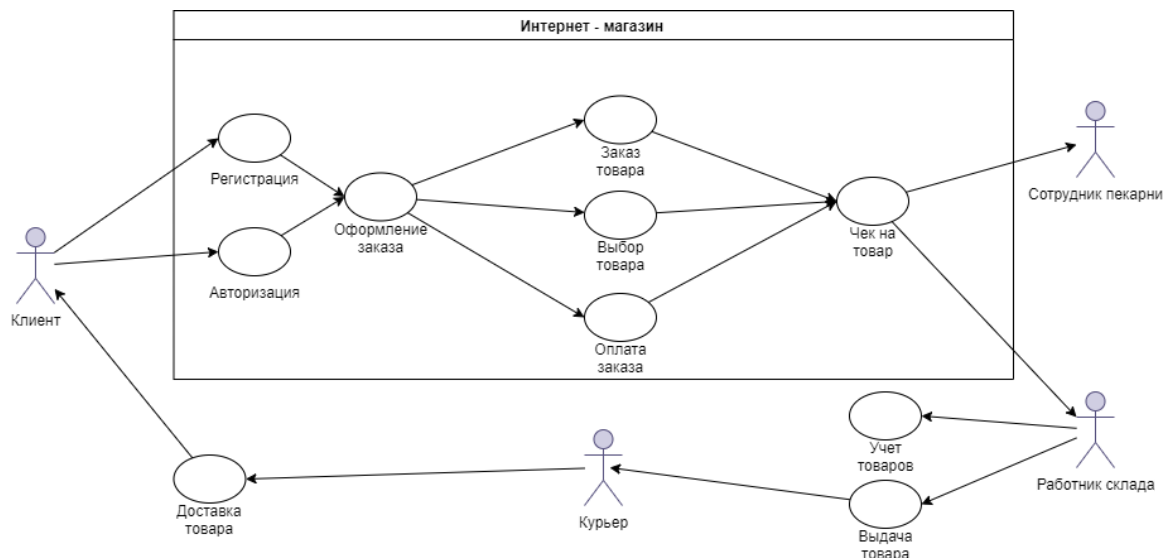 Интернет - магазин
Регистрация
Авторизация
Клиент
Оформление
заказа
Заказ
товара
Выбор
товара
Оплата
заказа
Чек на
товар
Сотрудник пекарни
Учет
товаров
Работник склада
Доставка
товара
Курьер
Выдача
товара